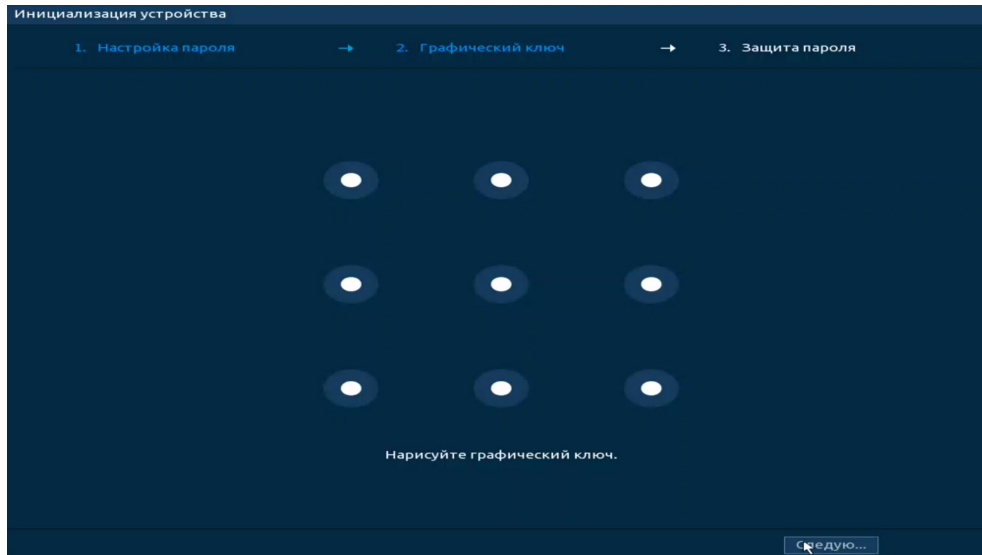 Инициализация устройства
1. Настройка пароля → 2. Графический ключ → 3. Защита пароля
Нарисуйте графический ключ.
Следую...